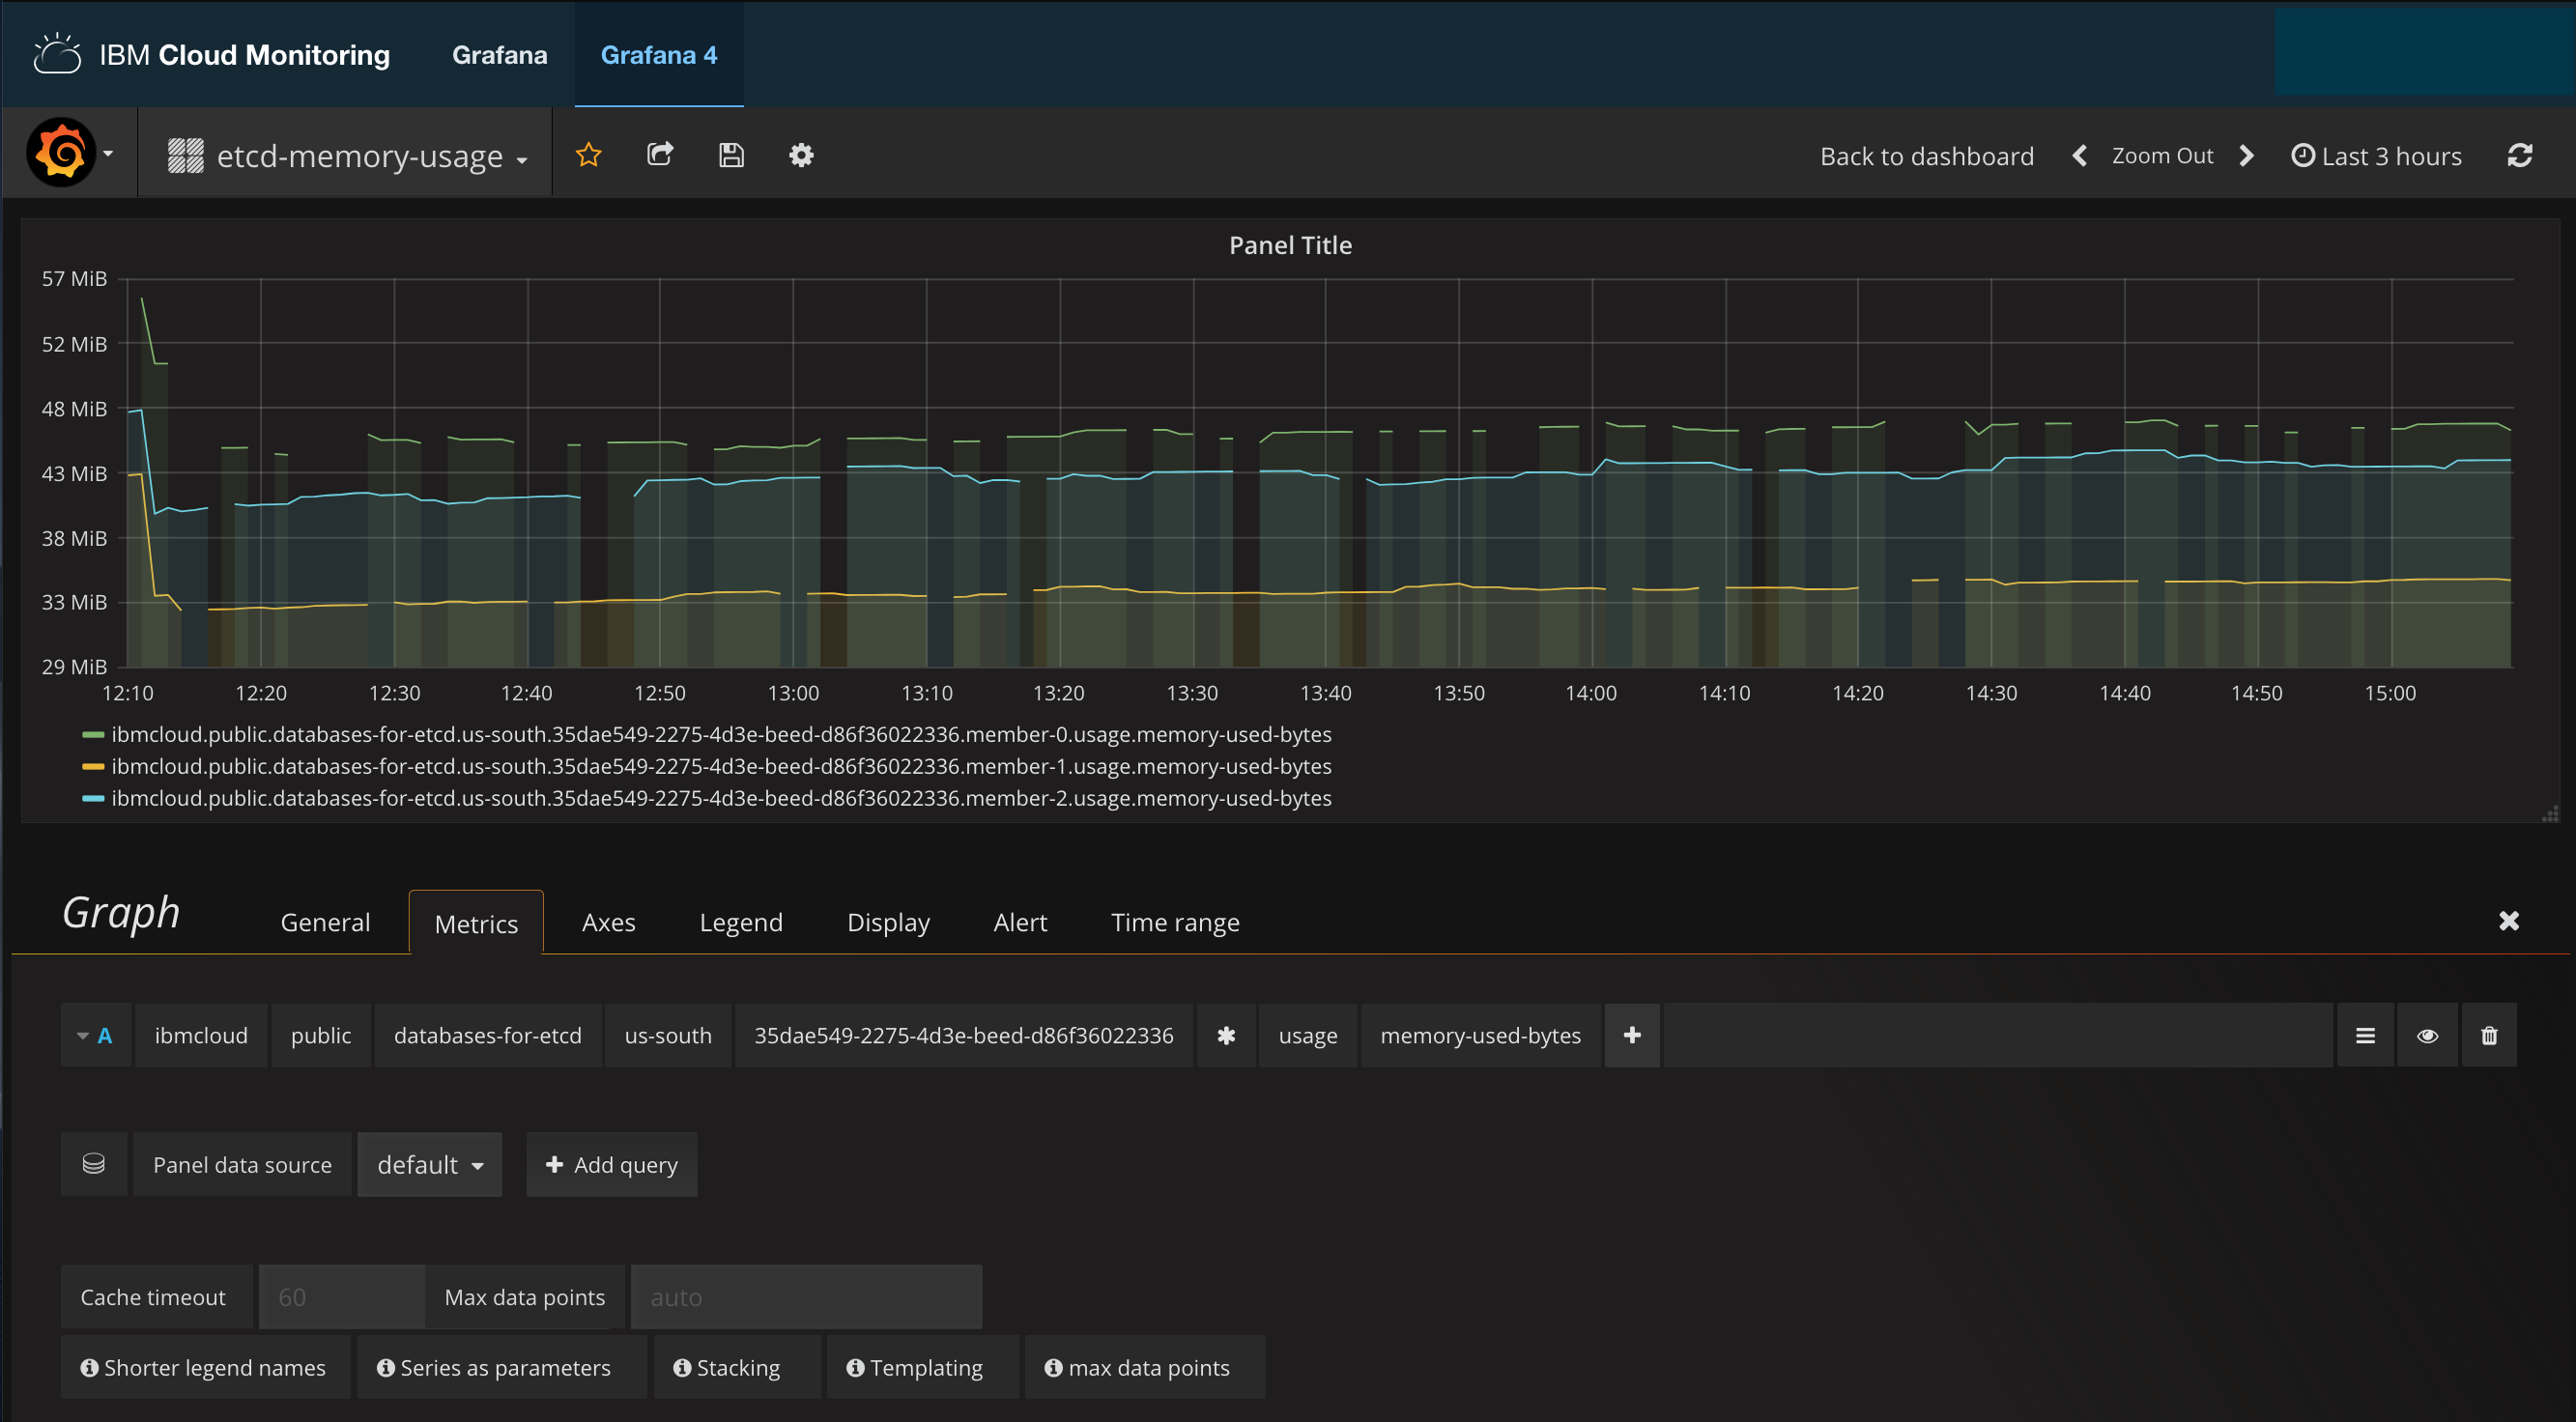 IBM Cloud Monitoring Grafana Grafana 4
etcd-memory-usage Back to dashboard Zoom Out Last 3 hours
Panel Title
57 MiB
52 MiB
48 MiB
43 MiB
38 MiB
33 MiB
29 MiB
12:10 12:20 12:30 12:40 12:50 13:00 13:10 13:20 13:30 13:40 13:50 14:00 14:10 14:20 14:30 14:40 14:50 15:00
ibmcloud.public.databases-for-etcd.us-south.35dae549-2275-4d3e-beed-d86f36022336.member-0.usage.memory-used-bytes
ibmcloud.public.databases-for-etcd.us-south.35dae549-2275-4d3e-beed-d86f36022336.member-1.usage.memory-used-bytes
ibmcloud.public.databases-for-etcd.us-south.35dae549-2275-4d3e-beed-d86f36022336.member-2.usage.memory-used-bytes
Graph General Metrics Axes Legend Display Alert Time range
A ibmcloud public databases-for-etcd us-south 35dae549-2275-4d3e-beed-d86f36022336 * usage memory-used-bytes +
Panel data source default + Add query
Cache timeout 60 Max data points auto
Shorter legend names Series as parameters Stacking Templating max data points